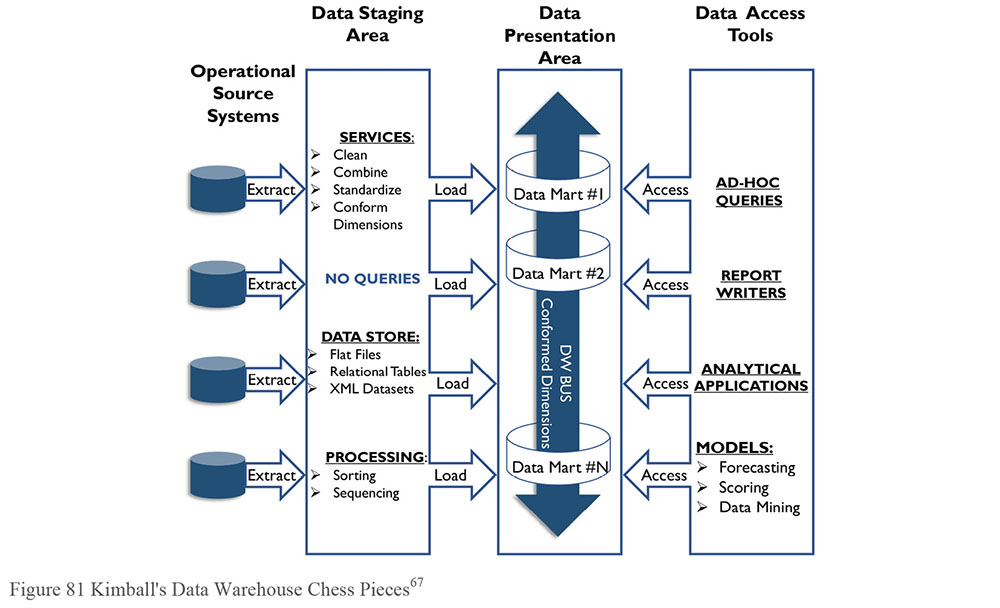 Data Staging
Area
Data
Presentation
Area
Data Access
Tools
Operational
Source
Systems
Extract
Extract
Extract
Extract
SERVICES:
➢ Clean
➢ Combine
➢ Standardize
➢ Conform
Dimensions
NO QUERIES
DATA STORE:
➢ Flat Files
➢ Relational Tables
➢ XML Datasets
PROCESSING:
➢ Sorting
➢ Sequencing
Load
Load
Load
Load
Data Mart #1
Data Mart #2
DW BUS
Conformed Dimensions
Data Mart #N
Access
Access
Access
Access
AD-HOC
QUERIES
REPORT
WRITERS
ANALYTICAL
APPLICATIONS
MODELS:
➢ Forecasting
➢ Scoring
➢ Data Mining
Figure 81 Kimball's Data Warehouse Chess Pieces67